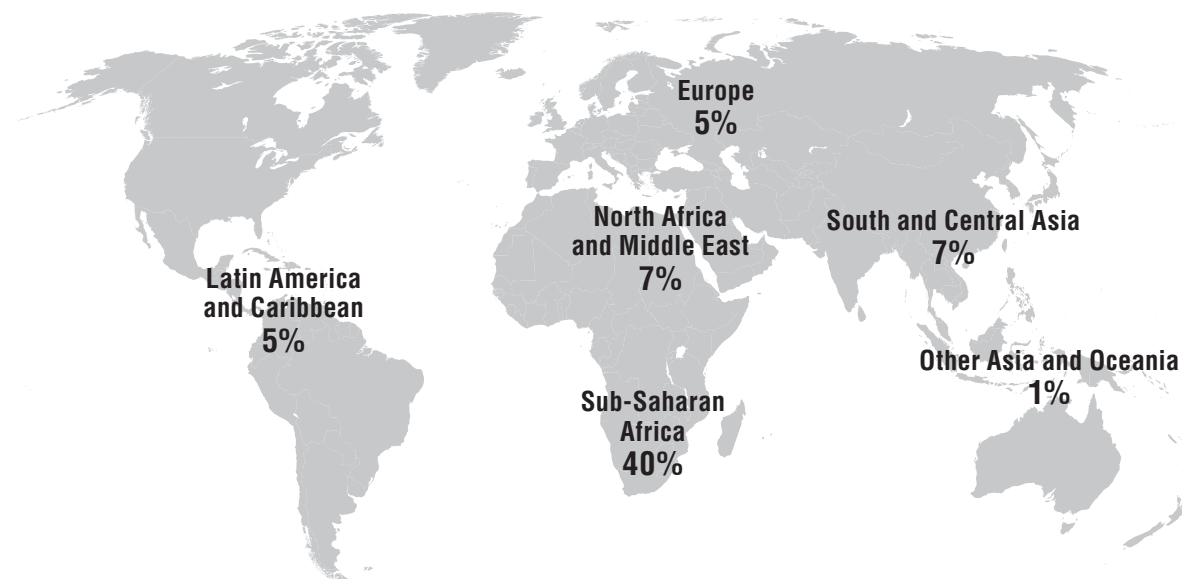 Europe
5%
North Africa
and Middle East
7%
South and Central Asia
7%
Latin America
and Caribbean
5%
Other Asia and Oceania
1%
Sub-Saharan
Africa
40%